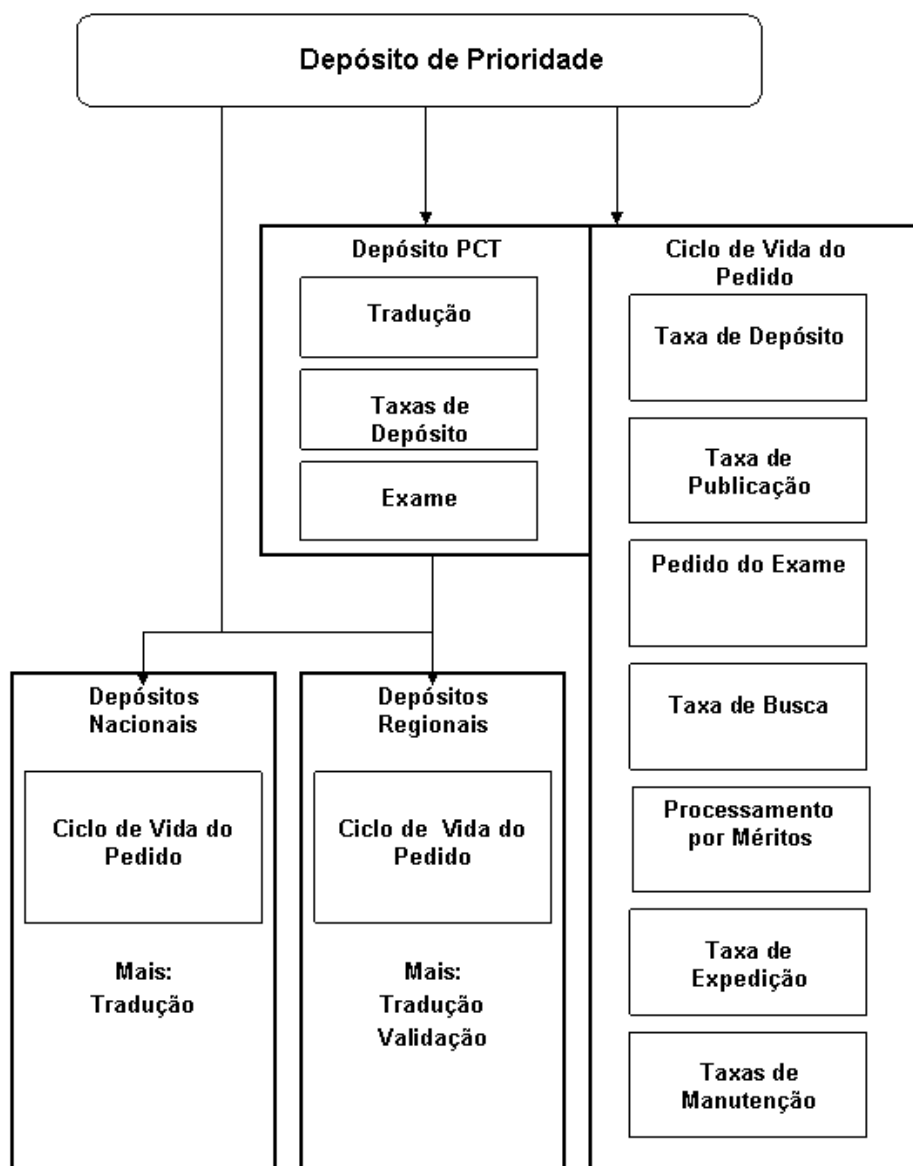 Depósito de Prioridade
Depósito PCT
Tradução
Taxas de
Depósito
Exame
Ciclo de Vida do
Pedido
Taxa de Depósito
Taxa de
Publicação
Pedido do Exame
Taxa de Busca
Processamento
por Méritos
Taxa de
Expedição
Taxas de
Manutenção
Depósitos
Nacionais
Ciclo de Vida do
Pedido
Mais:
Tradução
Depósitos
Regionais
Ciclo de Vida do
Pedido
Mais:
Tradução
Validação